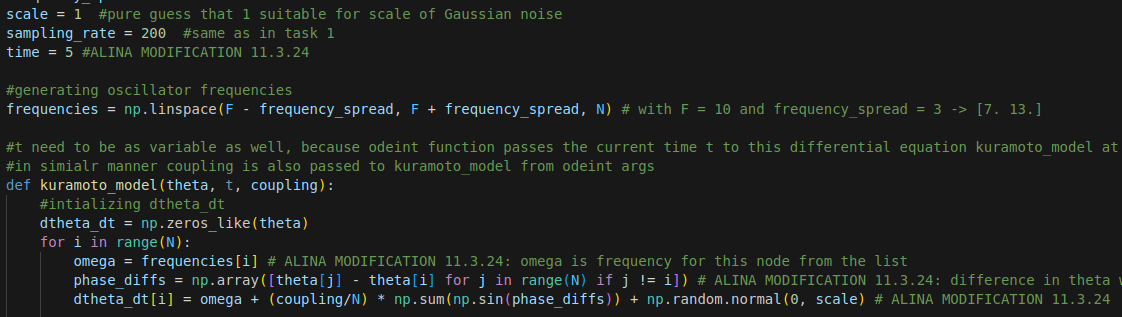 scale = 1  #pure guess that 1 suitable for scale of Gaussian noise
sampling_rate = 200  #same as in task 1
time = 5 #ALINA MODIFICATION 11.3.24
#generating oscillator frequencies
frequencies = np.linspace(F - frequency_spread, F + frequency_spread, N) # with F = 10 and frequency_spread = 3 -> [7. 13.]
#t need to be as variable as well, because odeint function passes the current time t to this differential equation kuramoto_model at
#in simialr manner coupling is also passed to kuramoto_model from odeint args
def kuramoto_model(theta, t, coupling):
    #intializing dtheta_dt
    dtheta_dt = np.zeros_like(theta)
    for i in range(N):
        omega = frequencies[i] # ALINA MODIFICATION 11.3.24: omega is frequency for this node from the list
        phase_diffs = np.array([theta[j] - theta[i] for j in range(N) if j != i]) # ALINA MODIFICATION 11.3.24: difference in theta
        dtheta_dt[i] = omega + (coupling/N) * np.sum(np.sin(phase_diffs)) + np.random.normal(0, scale) # ALINA MODIFICATION 11.3.24